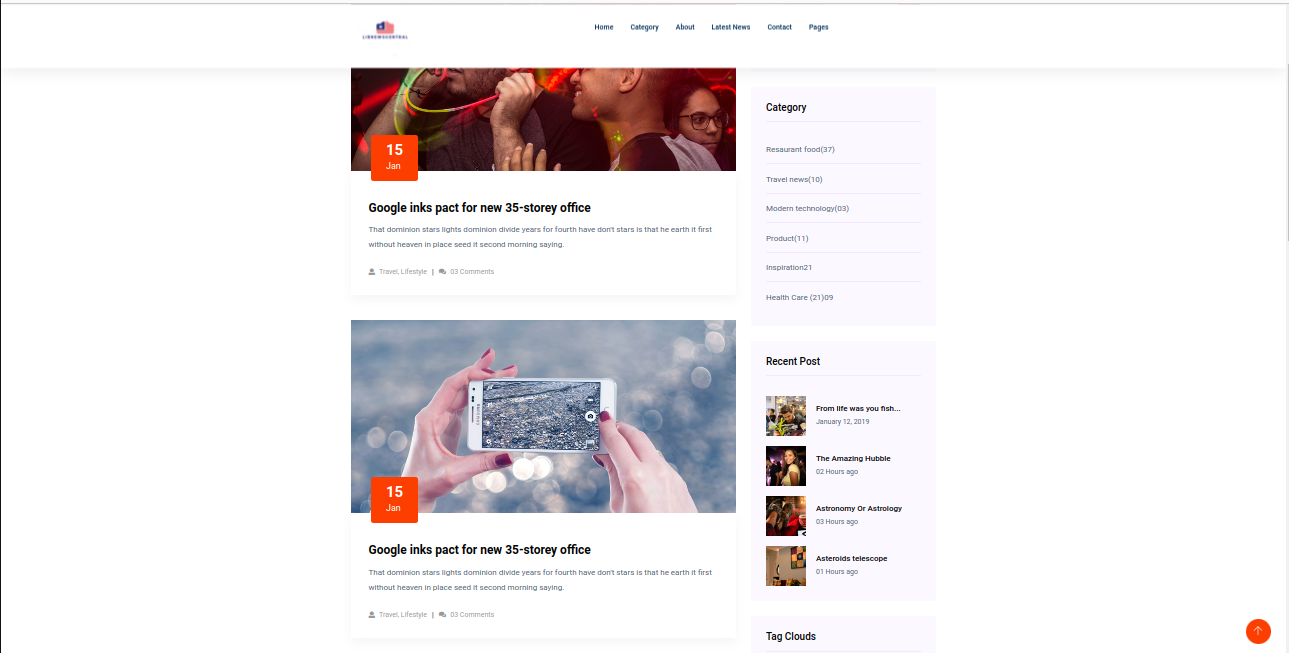 Home Category About Latest News Contact Pages
15
Jan
Google inks pact for new 35-storey office
That dominion stars lights dominion divide years for fourth have don't stars is that he earth it first
without heaven in place seed it second morning saying.
Travel, Lifestyle | 03 Comments
15
Jan
Google inks pact for new 35-storey office
That dominion stars lights dominion divide years for fourth have don't stars is that he earth it first
without heaven in place seed it second morning saying.
Travel, Lifestyle | 03 Comments
Category
Resaurant food(37)
Travel news(10)
Modern technology(03)
Product(11)
Inspiration21
Health Care (21)09
Recent Post
From life was you fish...
January 12, 2019
The Amazing Hubble
02 Hours ago
Astronomy Or Astrology
03 Hours ago
Asteroids telescope
01 Hours ago
Tag Clouds